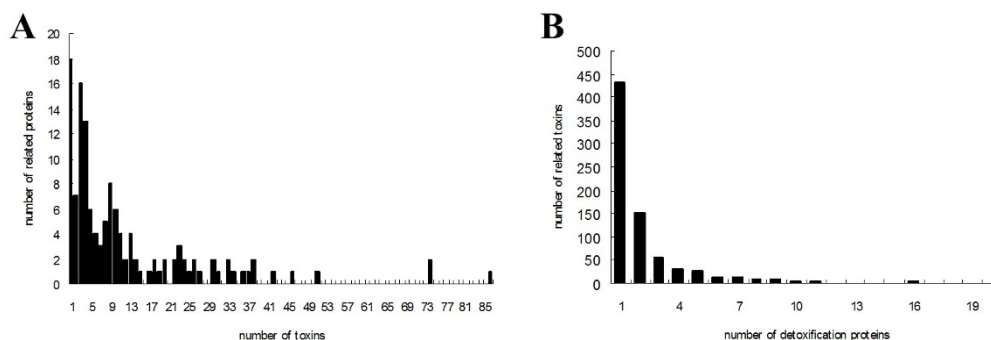 A
20
18
16
14
12
10
8
6
4
2
0
number of related proteins
1 5 9 13 17 21 25 29 33 37 41 45 49 53 57 61 65 69 73 77 81 85
number of toxins
B
500
450
400
350
300
250
200
150
100
50
0
number of related toxins
1 4 7 10 13 16 19
number of detoxification proteins